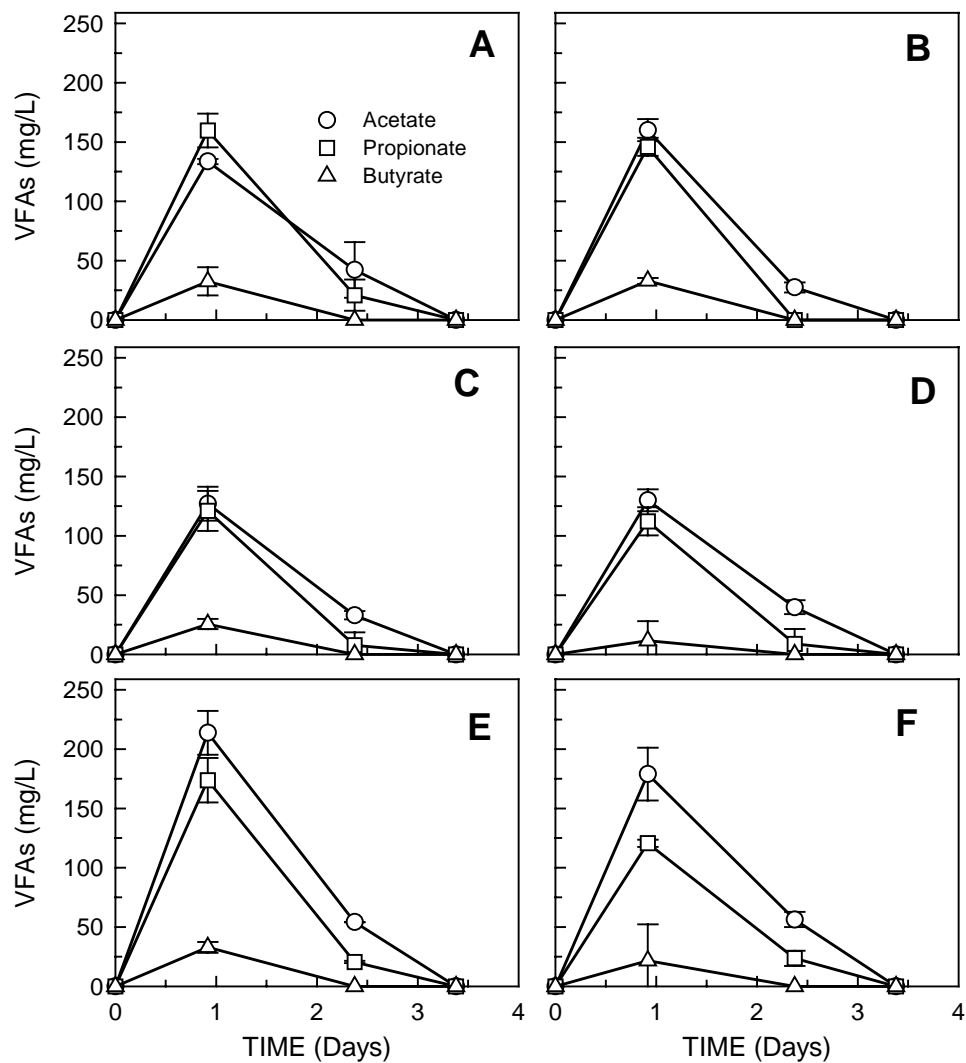 A
B
250
200
150
100
50
0
VFAs (mg/L)
Acetate
Propionate
Butyrate
C
D
250
200
150
100
50
0
VFAs (mg/L)
E
F
250
200
150
100
50
0
VFAs (mg/L)
0 1 2 3 4
0 1 2 3 4
TIME (Days)
TIME (Days)